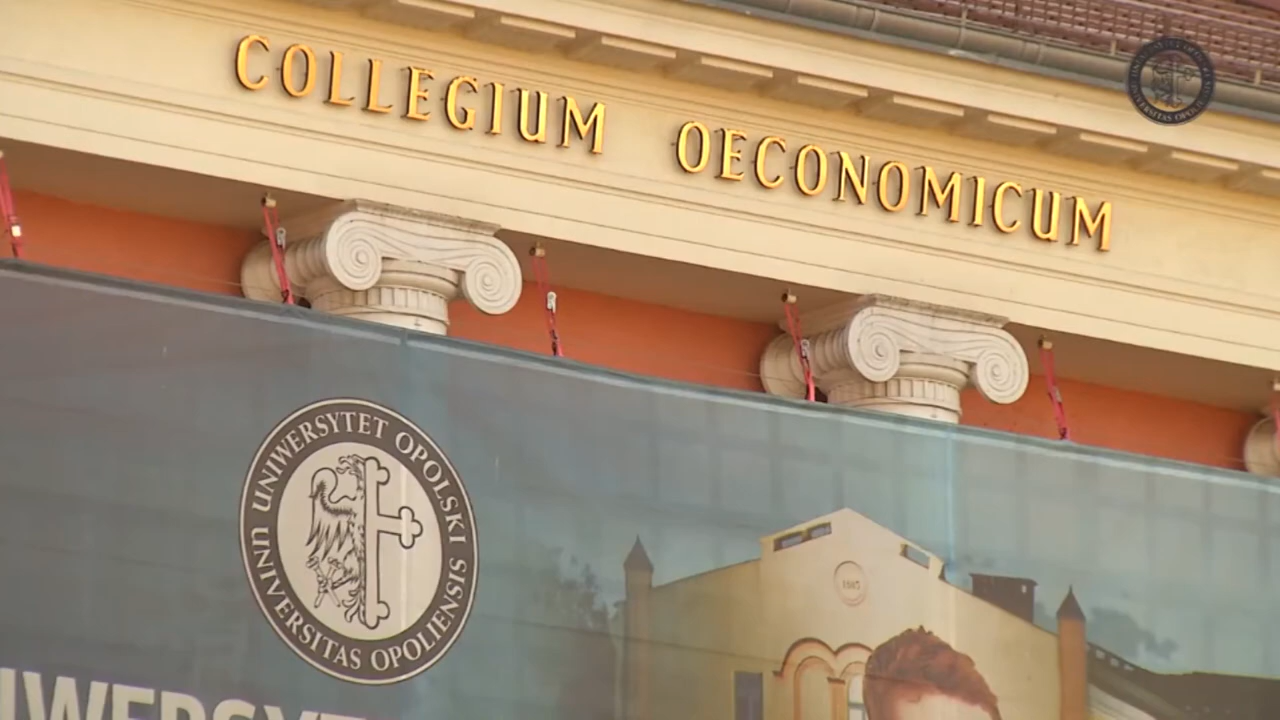 COLLEGIUM OECONOMICUM
UNIWERSYTET OPOLSKI
UNIVERSITAS OPOLIENSIS